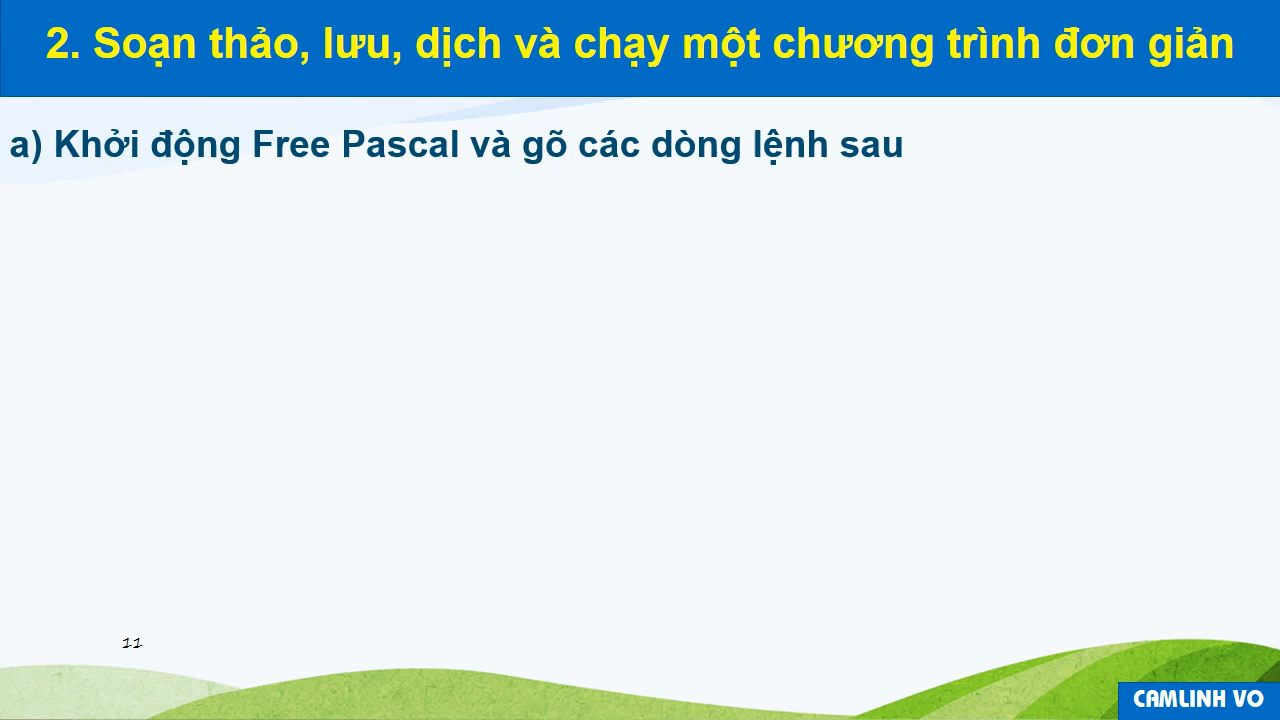 2. Soạn thảo, lưu, dịch và chạy một chương trình đơn giản
a) Khởi động Free Pascal và gõ các dòng lệnh sau
11
CAMLINH VO